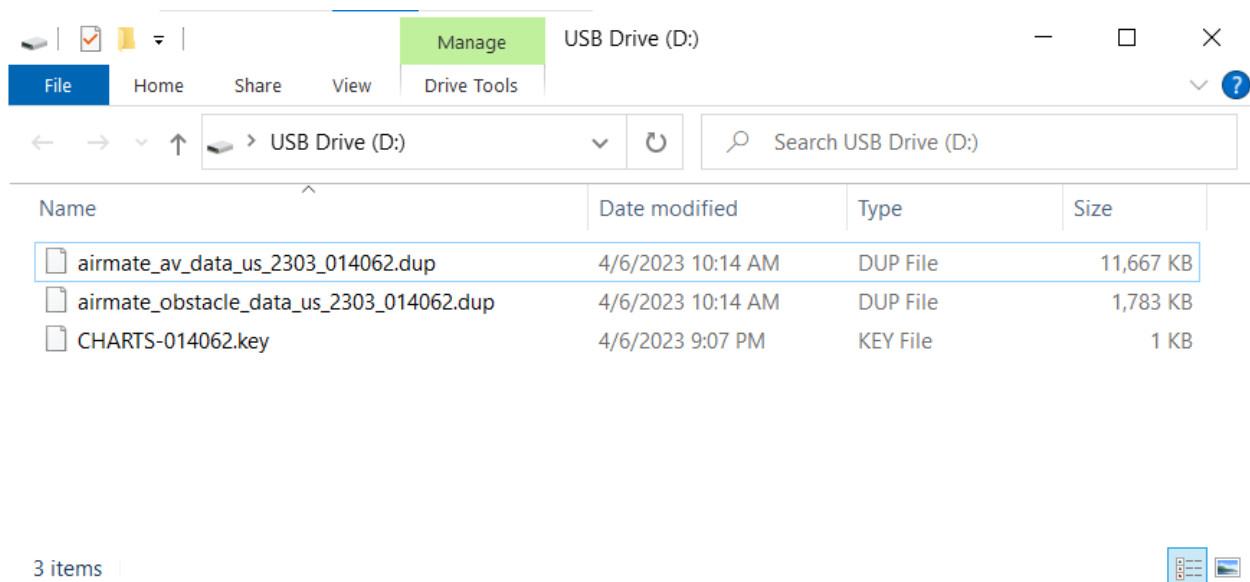 Manage USB Drive (D:)
File Home Share View Drive Tools ?
USB Drive (D:) Search USB Drive (D:)
Name Date modified Type Size
airmate_av_data_us_2303_014062.dup 4/6/2023 10:14 AM DUP File 11,667 KB
airmate_obstacle_data_us_2303_014062.dup 4/6/2023 10:14 AM DUP File 1,783 KB
CHARTS-014062.key 4/6/2023 9:07 PM KEY File 1 KB
3 items